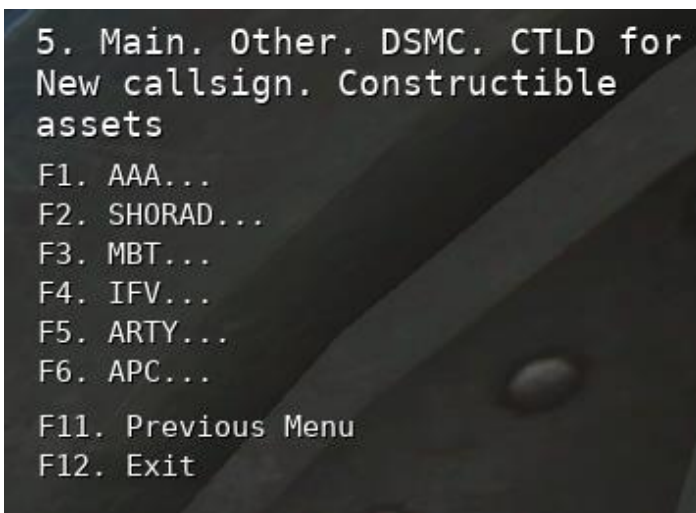 5. Main. Other. DSMC. CTLD for
New callsign. Constructible
assets
F1. AAA...
F2. SHORAD...
F3. MBT...
F4. IFV...
F5. ARTY...
F6. APC...
F11. Previous Menu
F12. Exit